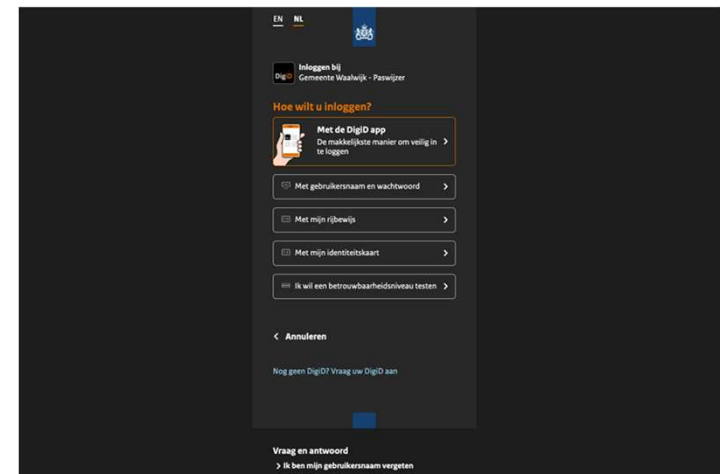 EN NL
DigiD
Inloggen bij
Gemeente Waalwijk - Paswijzer
Hoe wilt u inloggen?
Met de DigiD app
De makkelijkste manier om veilig in
te loggen
Met gebruikersnaam en wachtwoord
Met mijn rijbewijs
Met mijn identiteitskaart
Ik wil een betrouwbaarheidsniveau testen
Annuleren
Nog geen DigiD? Vraag uw DigiD aan
Vraag en antwoord
Ik ben mijn gebruikersnaam vergeten